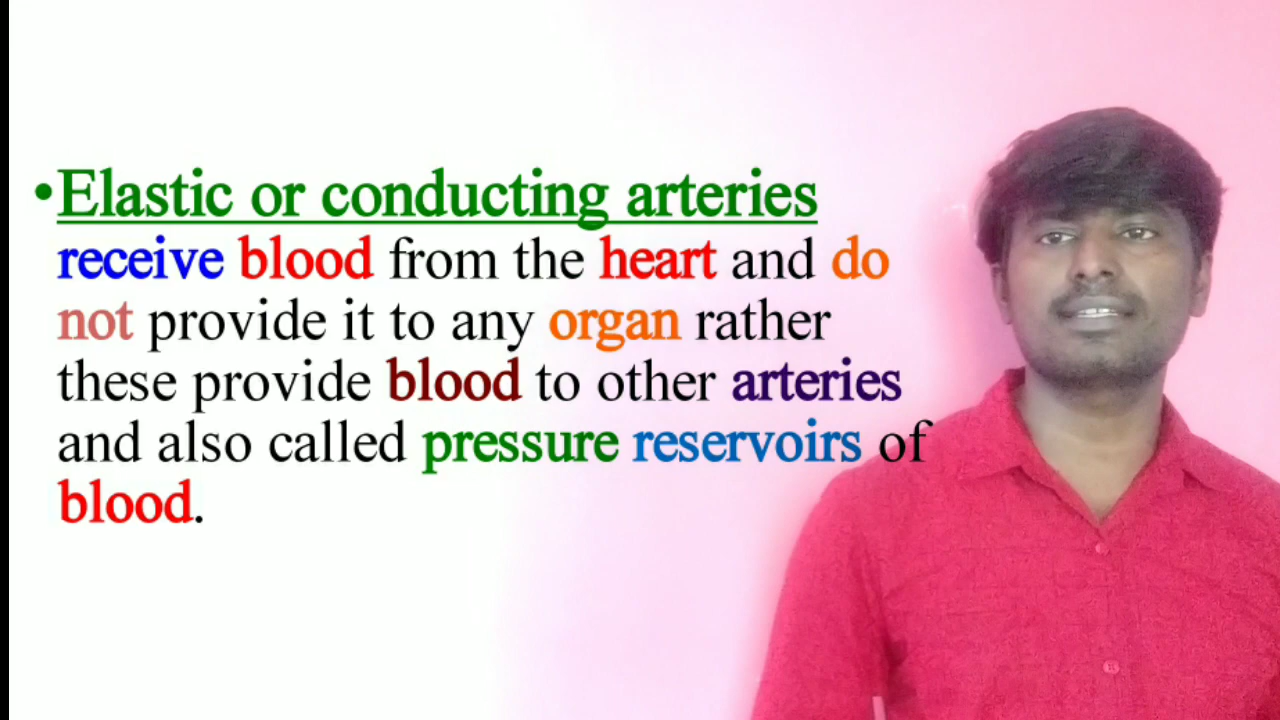 •Elastic or conducting arteries
receive blood from the heart and do
not provide it to any organ rather
these provide blood to other arteries
and also called pressure reservoirs of
blood.